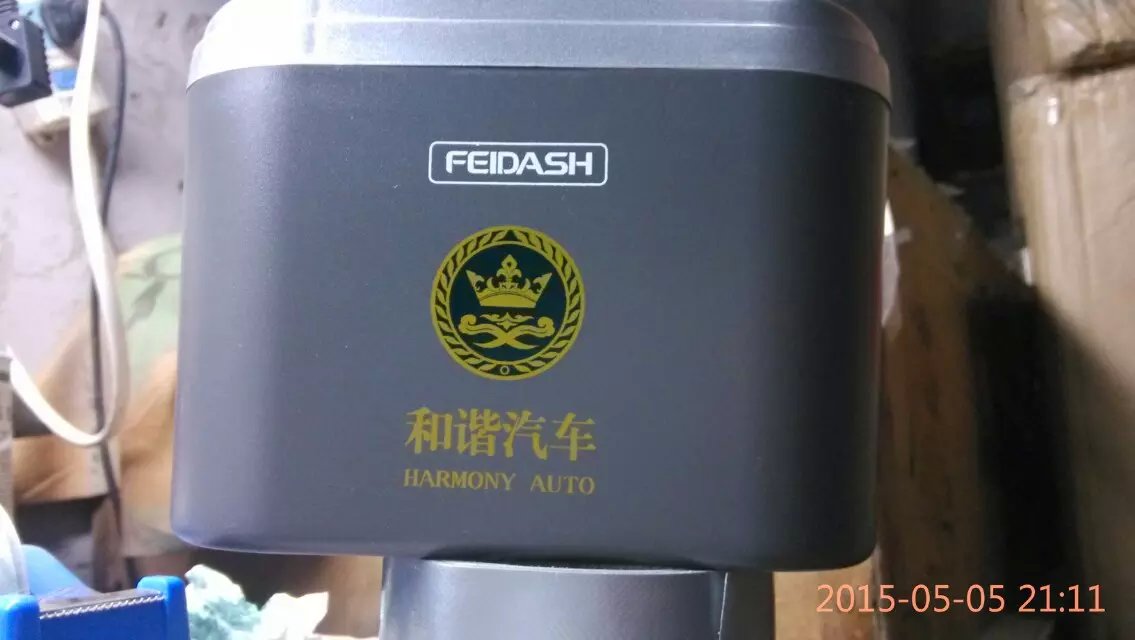 FEIDASH
和谐汽车
HARMONY AUTO
2015-05-05 21:11